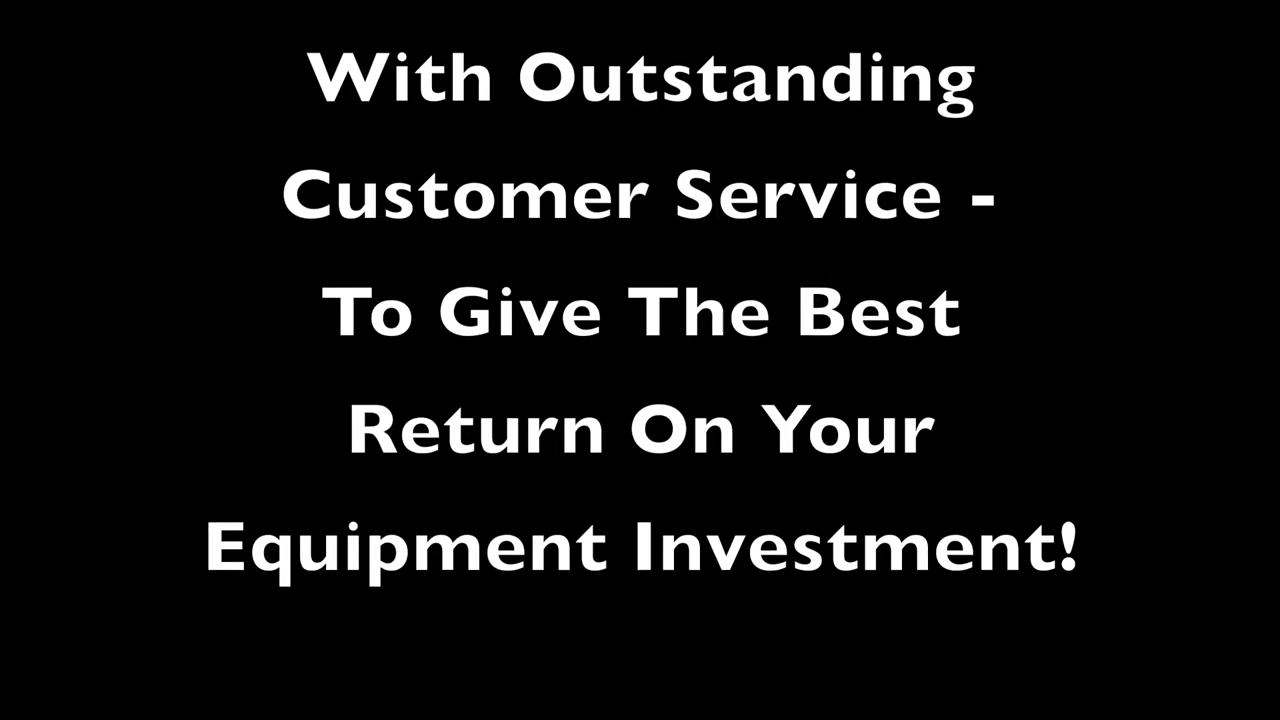 With Outstanding
Customer Service -
To Give The Best
Return On Your
Equipment Investment!